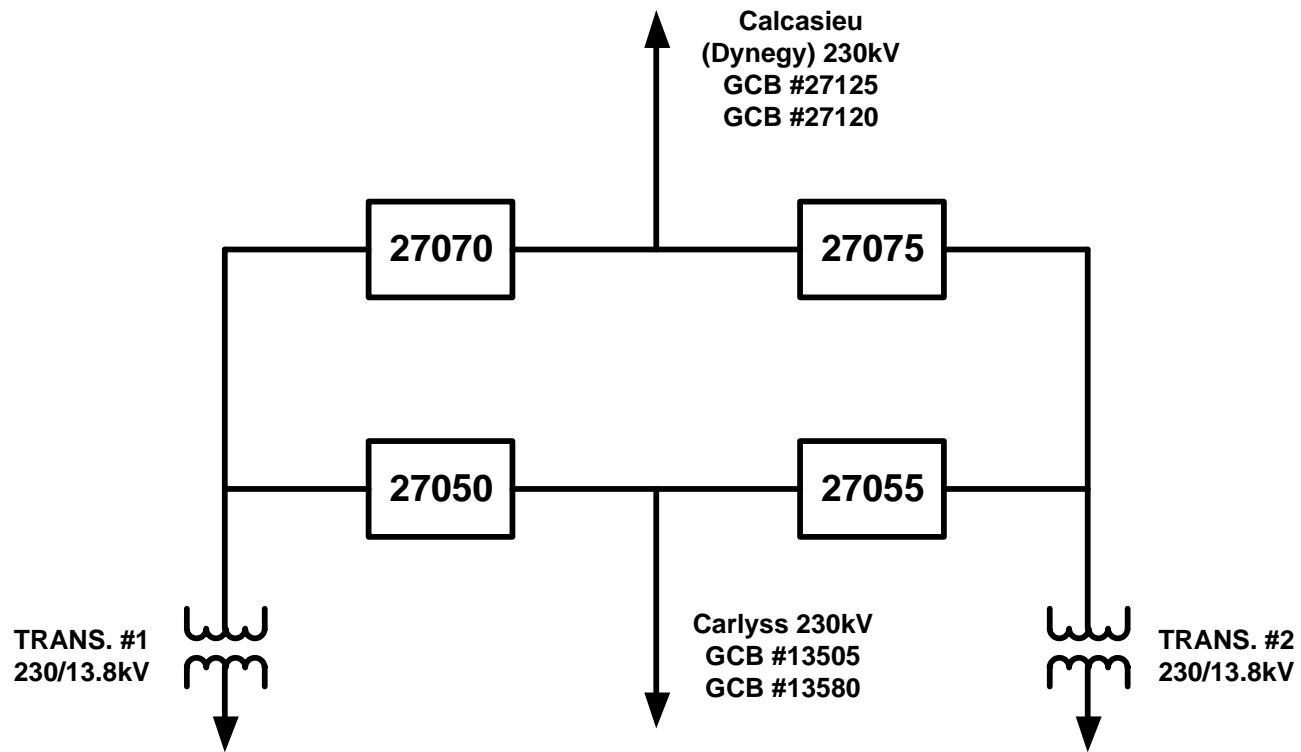 Calcasieu
(Dynegy) 230kV
GCB #27125
GCB #27120
27070
27075
27050
27055
TRANS. #1
230/13.8kV
Carlyss 230kV
GCB #13505
GCB #13580
TRANS. #2
230/13.8kV